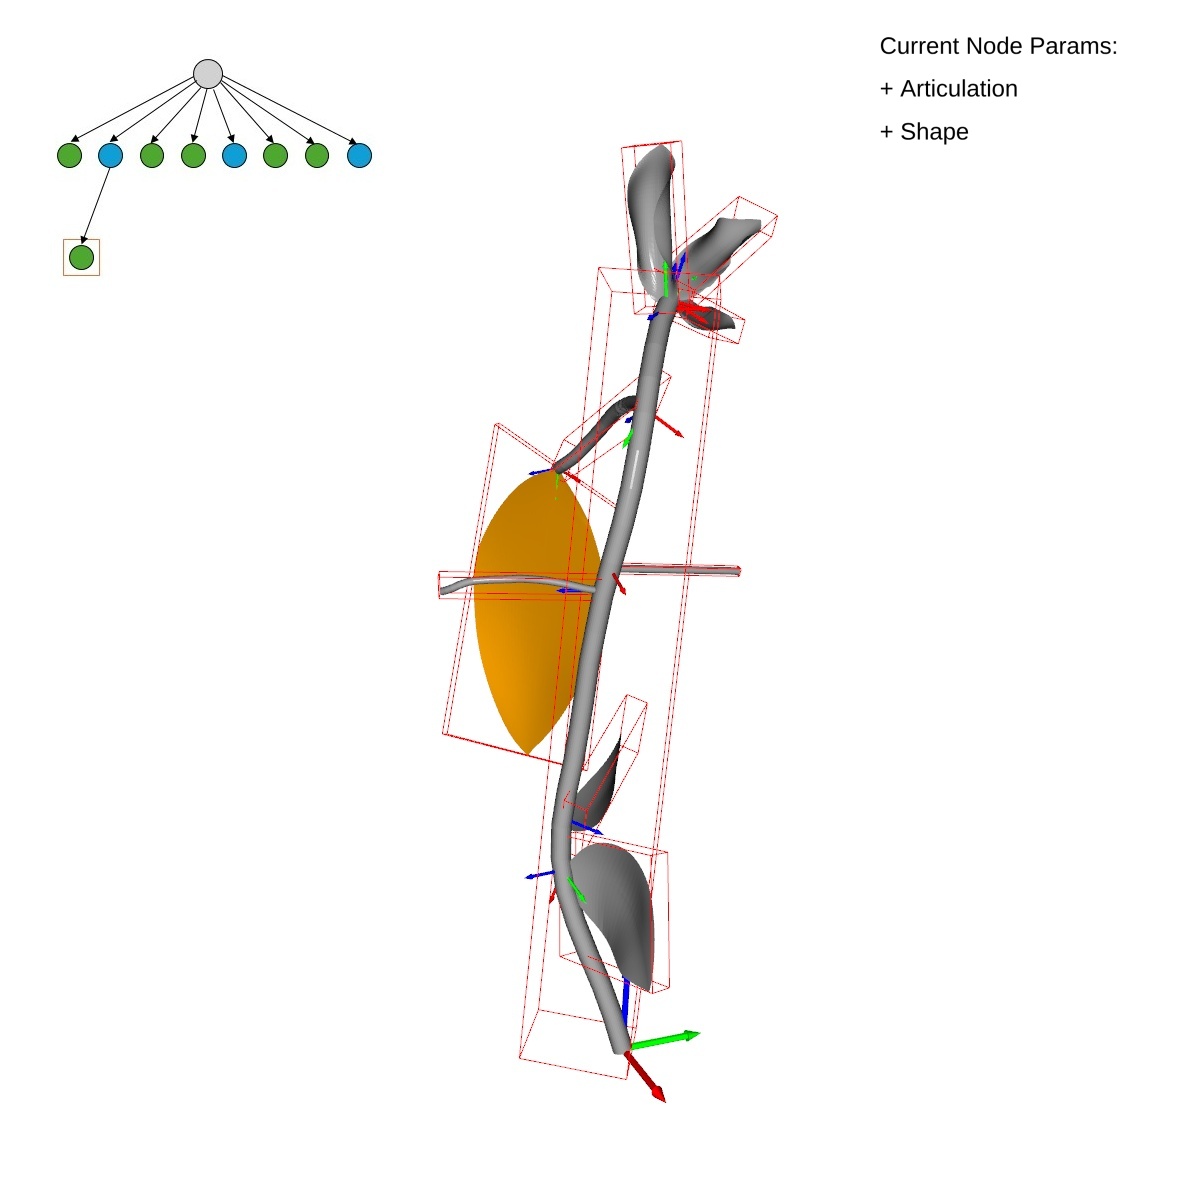 Current Node Params:
+ Articulation
+ Shape